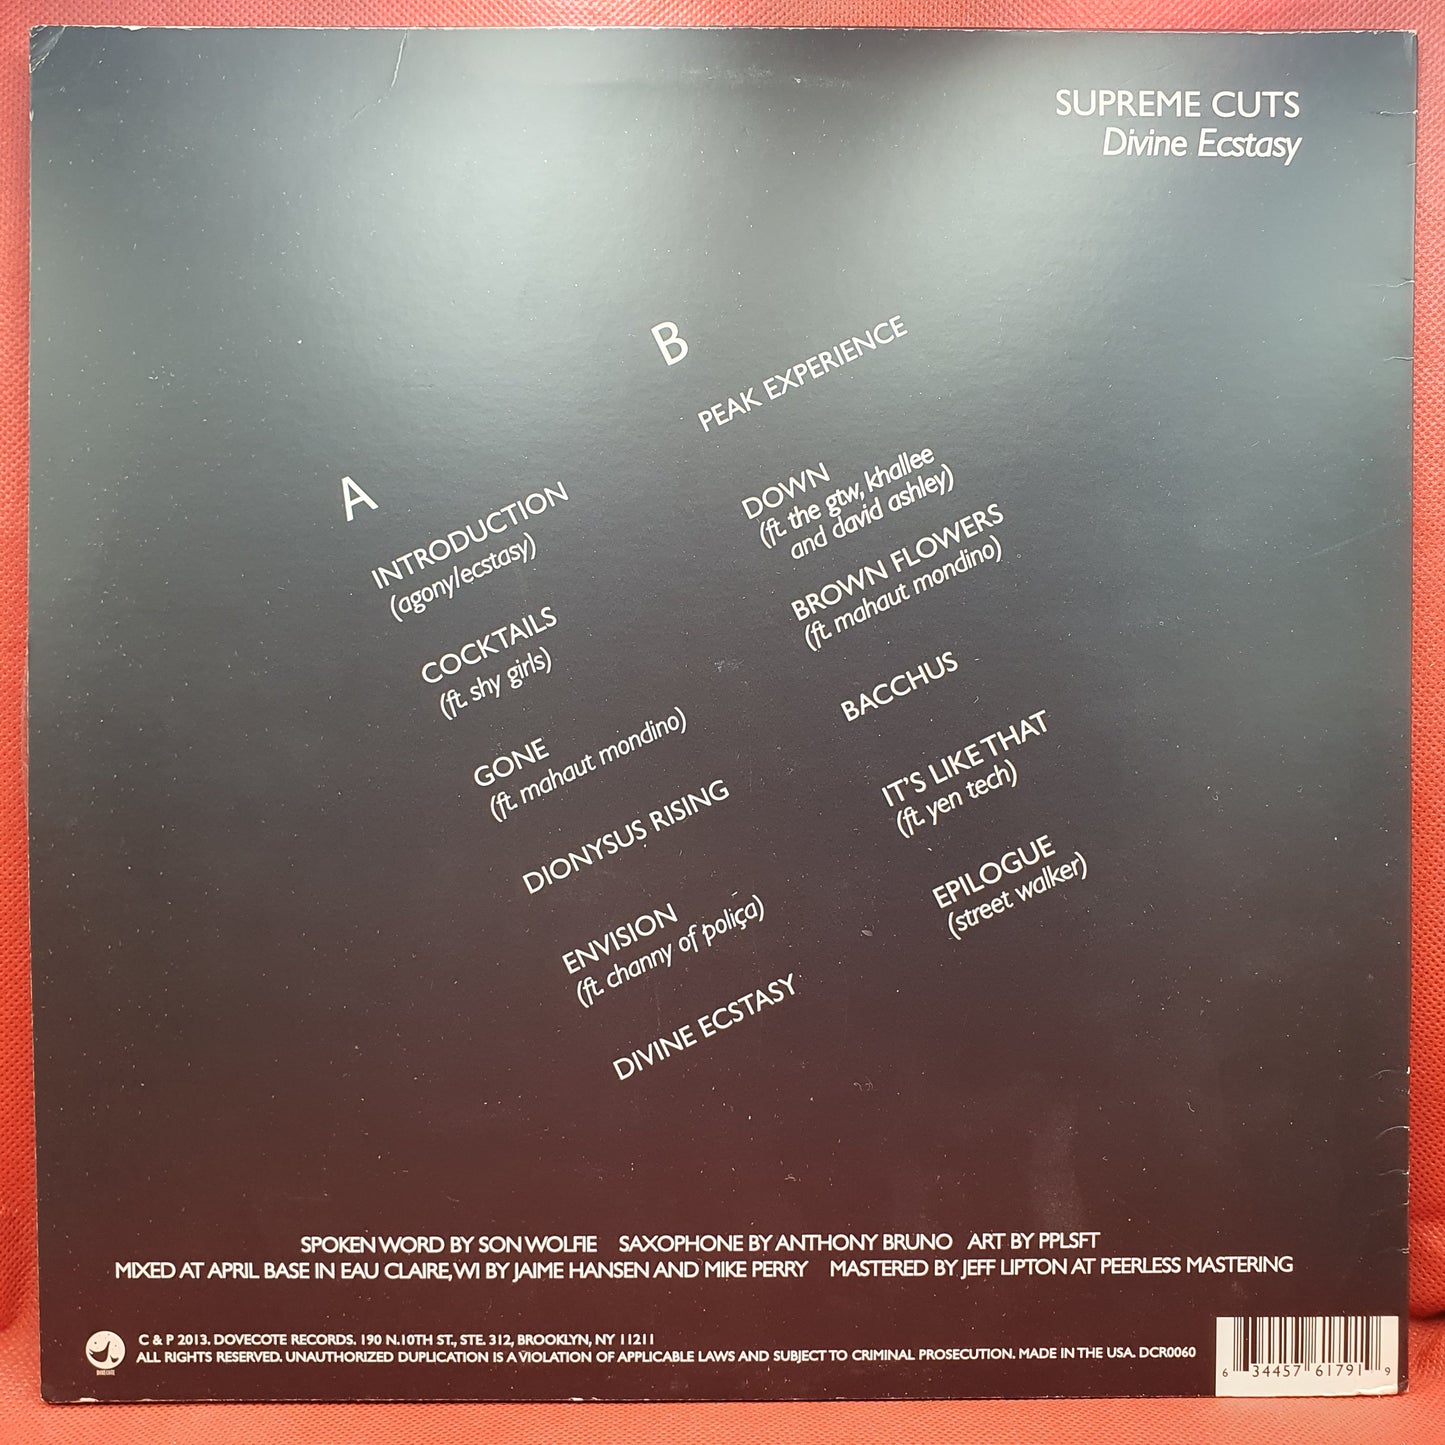 SUPREME CUTS
Divine Ecstasy
A
INTRODUCTION
(agony/ecstasy)
COCKTAILS
(ft. shy girls)
GONE
(ft. mahaut mondino)
DIONYSUS RISING
ENVISION
(ft. channy of poliça)
DIVINE ECSTASY
B
PEAK EXPERIENCE
DOWN
(ft. the gtw, khallee
and david ashley)
BROWN FLOWERS
(ft. mahaut mondino)
BACCHUS
IT'S LIKE THAT
(ft. yen tech)
EPILOGUE
(street walker)
SPOKEN WORD BY SON WOLFIE SAXOPHONE BY ANTHONY BRUNO ART BY PPLSFT
MIXED AT APRIL BASE IN EAU CLAIRE, WI BY JAIME HANSEN AND MIKE PERRY MASTERED BY JEFF LIPTON AT PEERLESS MASTERING
C & P 2013. DOVECOTE RECORDS. 190 N.10TH ST., STE. 312, BROOKLYN, NY 11211
ALL RIGHTS RESERVED. UNAUTHORIZED DUPLICATION IS A VIOLATION OF APPLICABLE LAWS AND SUBJECT TO CRIMINAL PROSECUTION. MADE IN THE USA. DCR0060
DOVECOTE
6 34457 61791 9